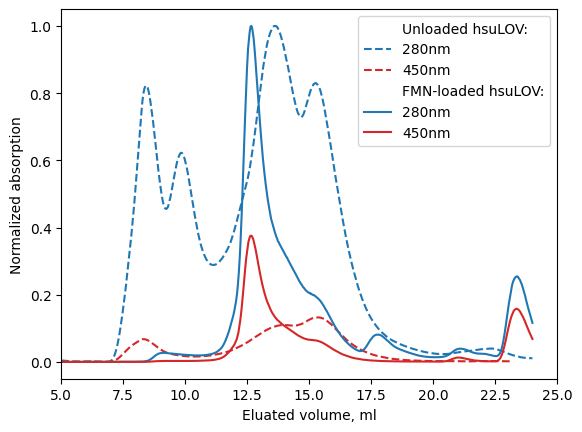 Unloaded hsuLOV:
280nm
450nm
FMN-loaded hsuLOV:
280nm
450nm
Normalized absorption
1.0
0.8
0.6
0.4
0.2
0.0
5.0 7.5 10.0 12.5 15.0 17.5 20.0 22.5 25.0
Eluated volume, ml